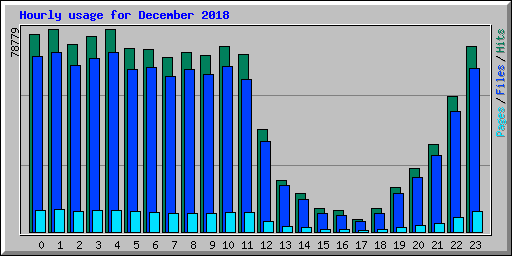 Hourly usage for December 2018
78779
Pages/Files/Hits
0 1 2 3 4 5 6 7 8 9 10 11 12 13 14 15 16 17 18 19 20 21 22 23